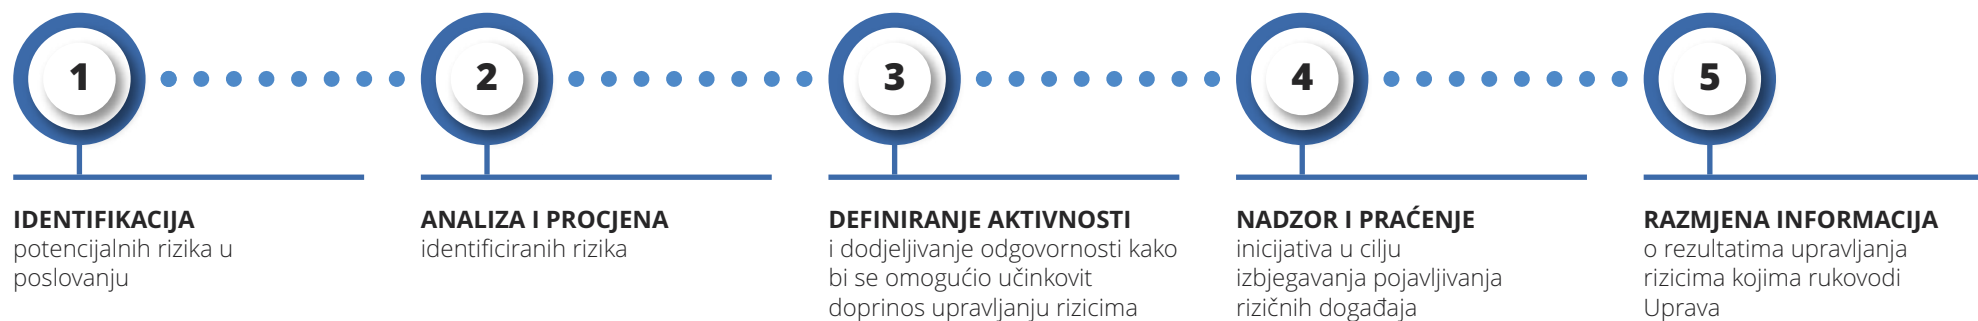 1
IDENTIFIKACIJA
potencijalnih rizika u
poslovanju
2
ANALIZA I PROCJENA
identificiranih rizika
3
DEFINIRANJE AKTIVNOSTI
i dodjeljivanje odgovornosti kako
bi se omogućio učinkovit
doprinos upravljanju rizicima
4
NADZOR I PRAĆENJE
inicijativa u cilju
izbjegavanja pojavljivanja
rizičnih događaja
5
RAZMJENA INFORMACIJA
o rezultatima upravljanja
rizicima kojima rukovodi
Uprava